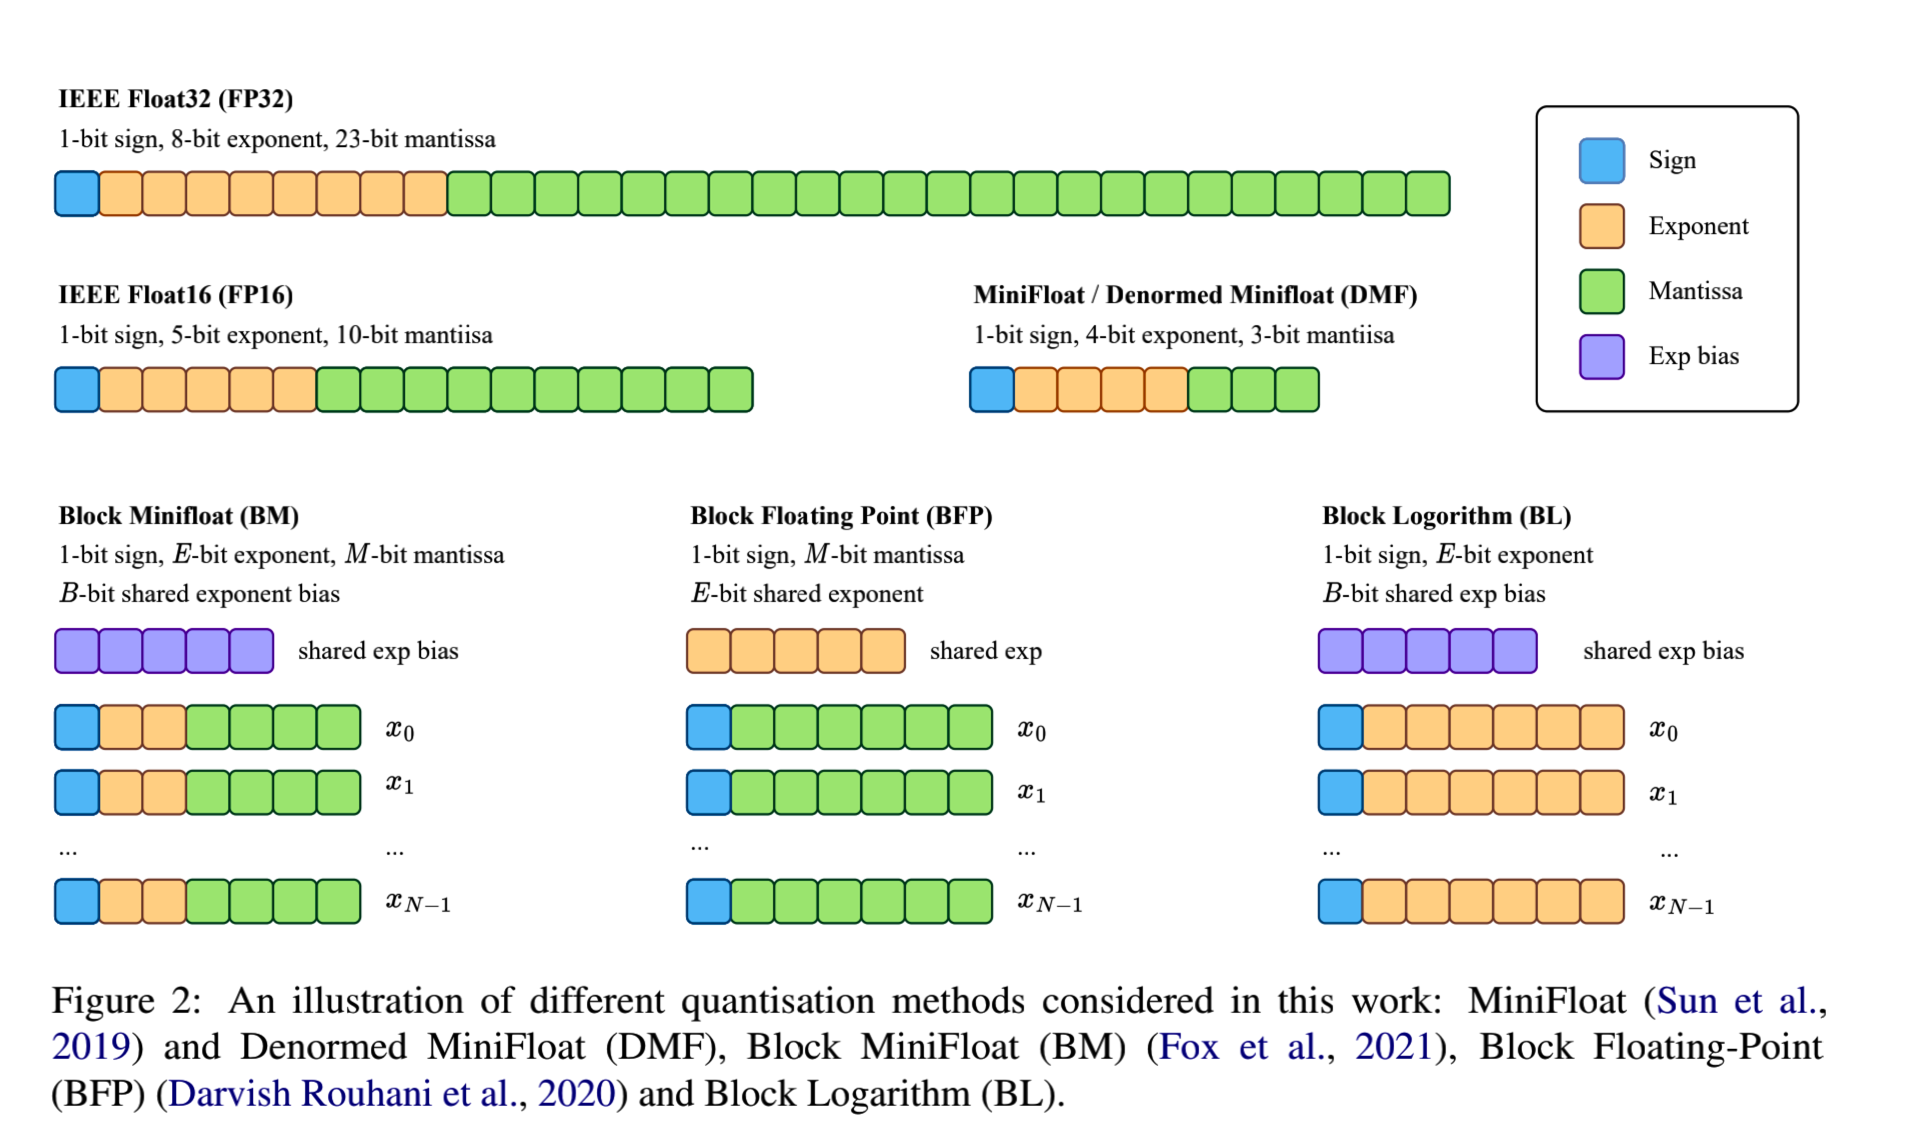 IEEE Float32 (FP32)
1-bit sign, 8-bit exponent, 23-bit mantissa
IEEE Float16 (FP16)
1-bit sign, 5-bit exponent, 10-bit mantiisa
MiniFloat / Denormed Minifloat (DMF)
1-bit sign, 4-bit exponent, 3-bit mantiisa
Sign
Exponent
Mantissa
Exp bias
Block Minifloat (BM)
1-bit sign, E-bit exponent, M-bit mantissa
B-bit shared exponent bias
shared exp bias
x₀
x₁
... ...
x_{N−1}
Block Floating Point (BFP)
1-bit sign, M-bit mantissa
E-bit shared exponent
shared exp
x₀
x₁
... ...
x_{N−1}
Block Logorithm (BL)
1-bit sign, E-bit exponent
B-bit shared exp bias
shared exp bias
x₀
x₁
... ...
x_{N−1}
Figure 2: An illustration of different quantisation methods considered in this work: MiniFloat (Sun et al.,
2019) and Denormed MiniFloat (DMF), Block MiniFloat (BM) (Fox et al., 2021), Block Floating-Point
(BFP) (Darvish Rouhani et al., 2020) and Block Logarithm (BL).